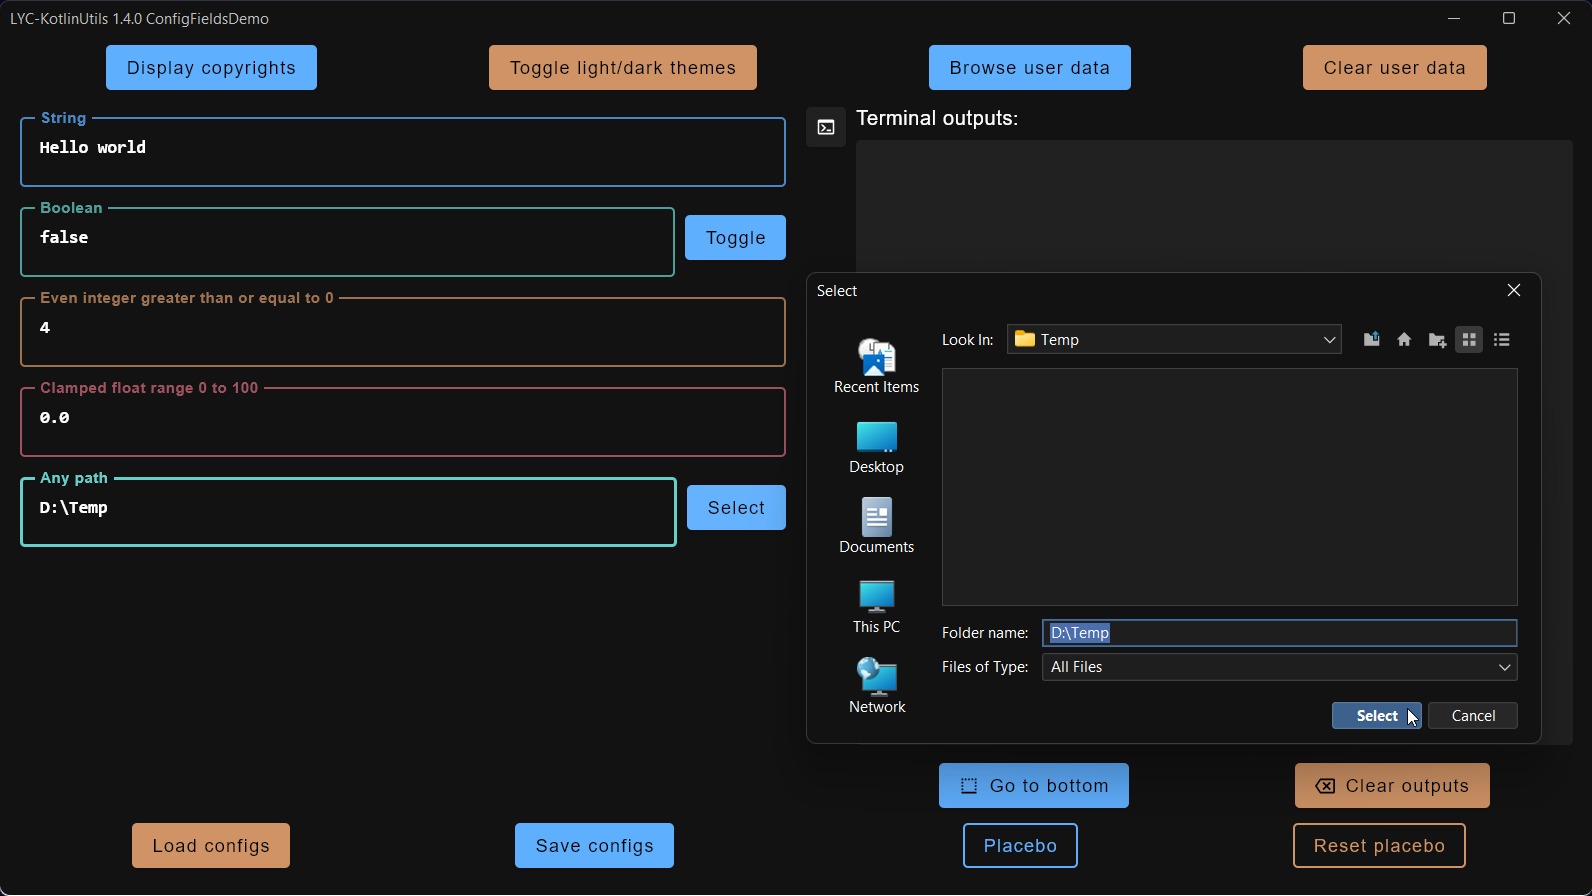 LYC-KotlinUtils 1.4.0 ConfigFieldsDemo
Display copyrights
Toggle light/dark themes
Browse user data
Clear user data
String
Hello world
Boolean
false
Toggle
Even integer greater than or equal to 0
4
Clamped float range 0 to 100
0.0
Any path
D:\Temp
Select
Terminal outputs:
Select
Look In:
Temp
Recent Items
Desktop
Documents
This PC
Network
Folder name:
D:\Temp
Files of Type:
All Files
Select
Cancel
Go to bottom
Clear outputs
Load configs
Save configs
Placebo
Reset placebo